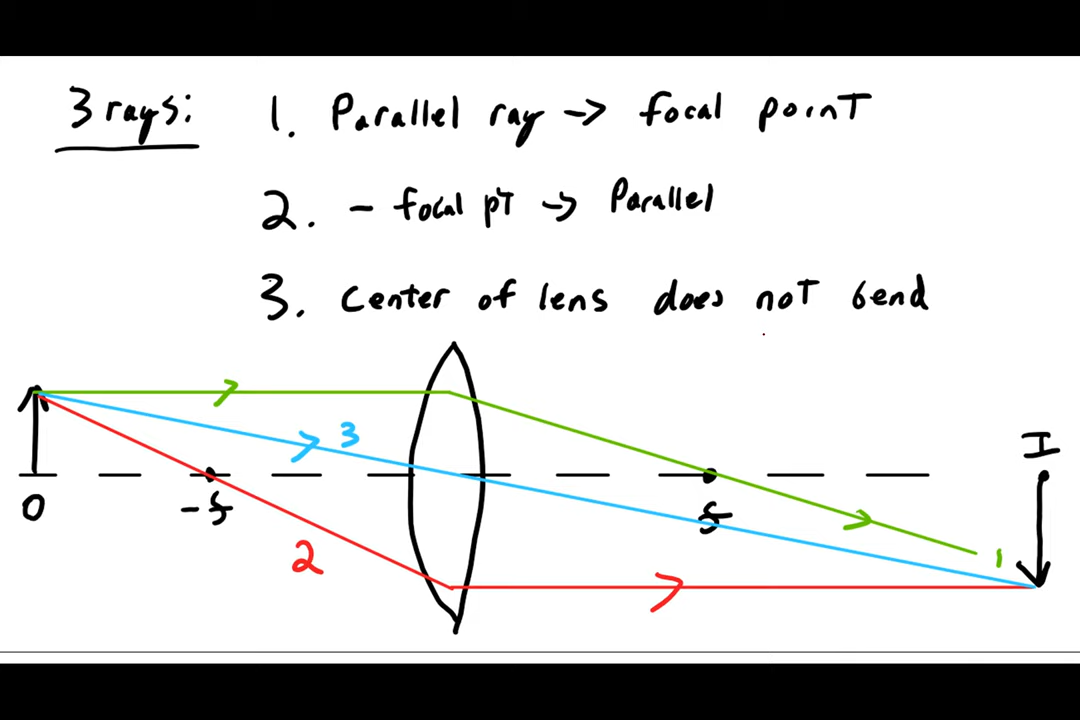 3 rays: 1. Parallel ray -> focal point
2. - focal pT -> Parallel
3. center of lens does not bend
3
I
O
-f
f
2
1